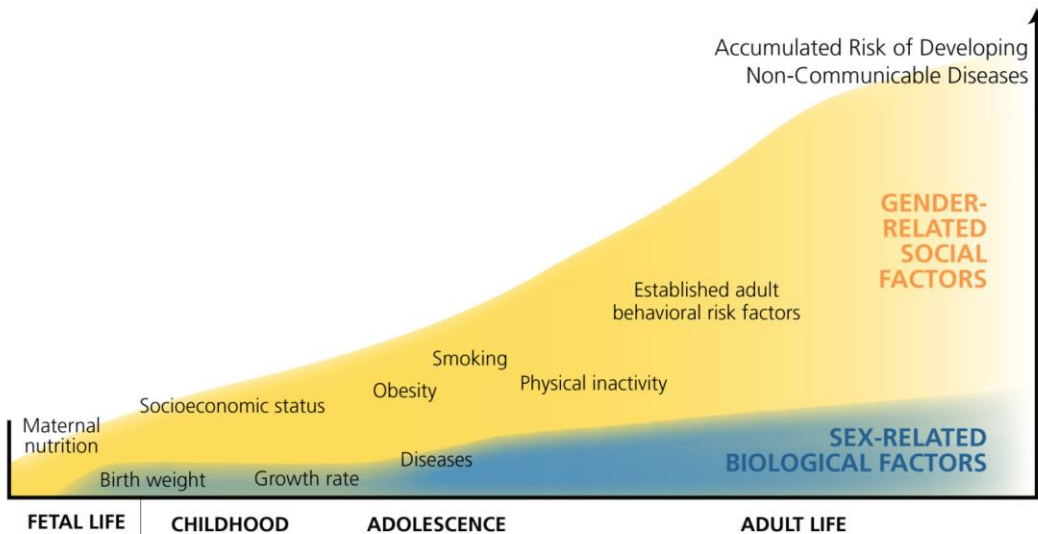 Accumulated Risk of Developing
Non-Communicable Diseases
GENDER-
RELATED
SOCIAL
FACTORS
Established adult
behavioral risk factors
Smoking
Obesity
Physical inactivity
Socioeconomic status
Maternal
nutrition
SEX-RELATED
BIOLOGICAL FACTORS
Diseases
Birth weight
Growth rate
FETAL LIFE
CHILDHOOD
ADOLESCENCE
ADULT LIFE